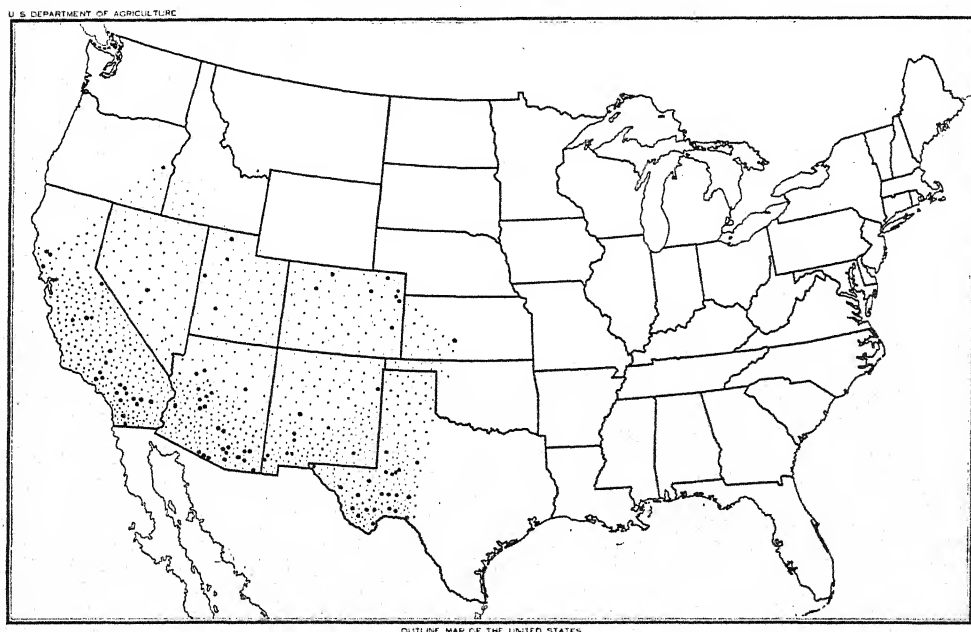 U S DEPARTMENT OF AGRICULTURE
OUTLINE MAP OF THE UNITED STATES